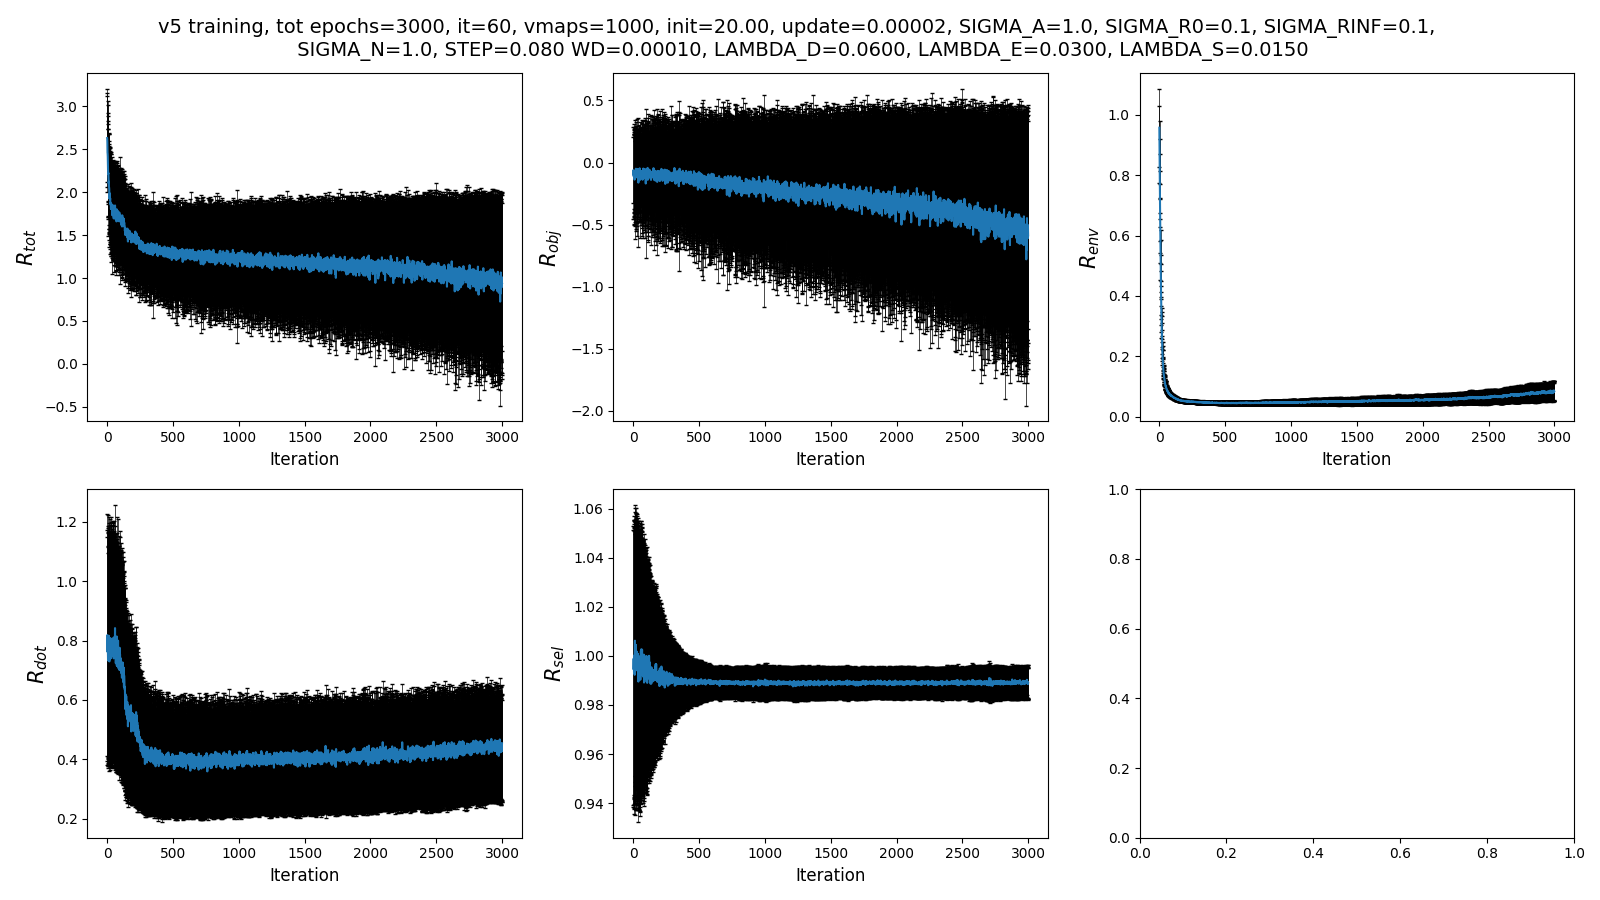 v5 training, tot epochs=3000, it=60, vmaps=1000, init=20.00, update=0.00002, SIGMA_A=1.0, SIGMA_R0=0.1, SIGMA_RINF=0.1,
SIGMA_N=1.0, STEP=0.080 WD=0.00010, LAMBDA_D=0.0600, LAMBDA_E=0.0300, LAMBDA_S=0.0150
R_tot
3.0
2.5
2.0
1.5
1.0
0.5
0.0
−0.5
0 500 1000 1500 2000 2500 3000
Iteration
R_obj
0.5
0.0
−0.5
−1.0
−1.5
−2.0
0 500 1000 1500 2000 2500 3000
Iteration
R_env
1.0
0.8
0.6
0.4
0.2
0.0
0 500 1000 1500 2000 2500 3000
Iteration
R_dot
1.2
1.0
0.8
0.6
0.4
0.2
0 500 1000 1500 2000 2500 3000
Iteration
R_sel
1.06
1.04
1.02
1.00
0.98
0.96
0.94
0 500 1000 1500 2000 2500 3000
Iteration
1.0
0.8
0.6
0.4
0.2
0.0
0.0 0.2 0.4 0.6 0.8 1.0